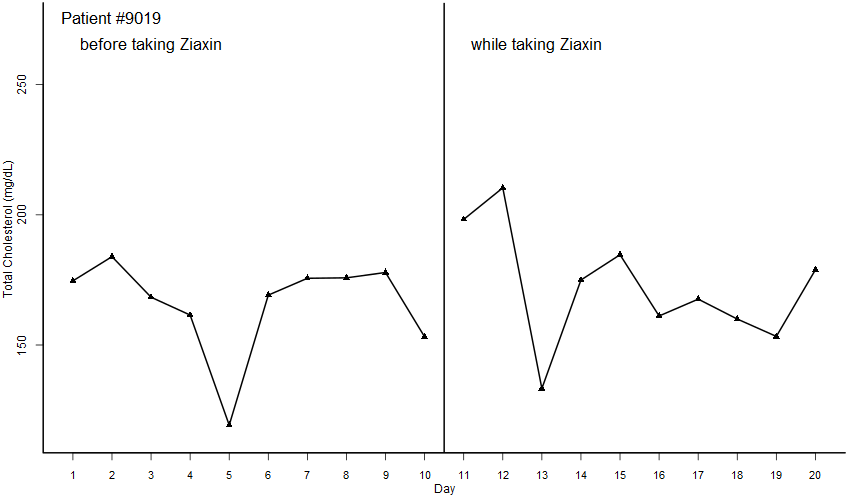 Patient #9019
before taking Ziaxin
while taking Ziaxin
Total Cholesterol (mg/dL)
250
200
150
1 2 3 4 5 6 7 8 9 10 11 12 13 14 15 16 17 18 19 20
Day